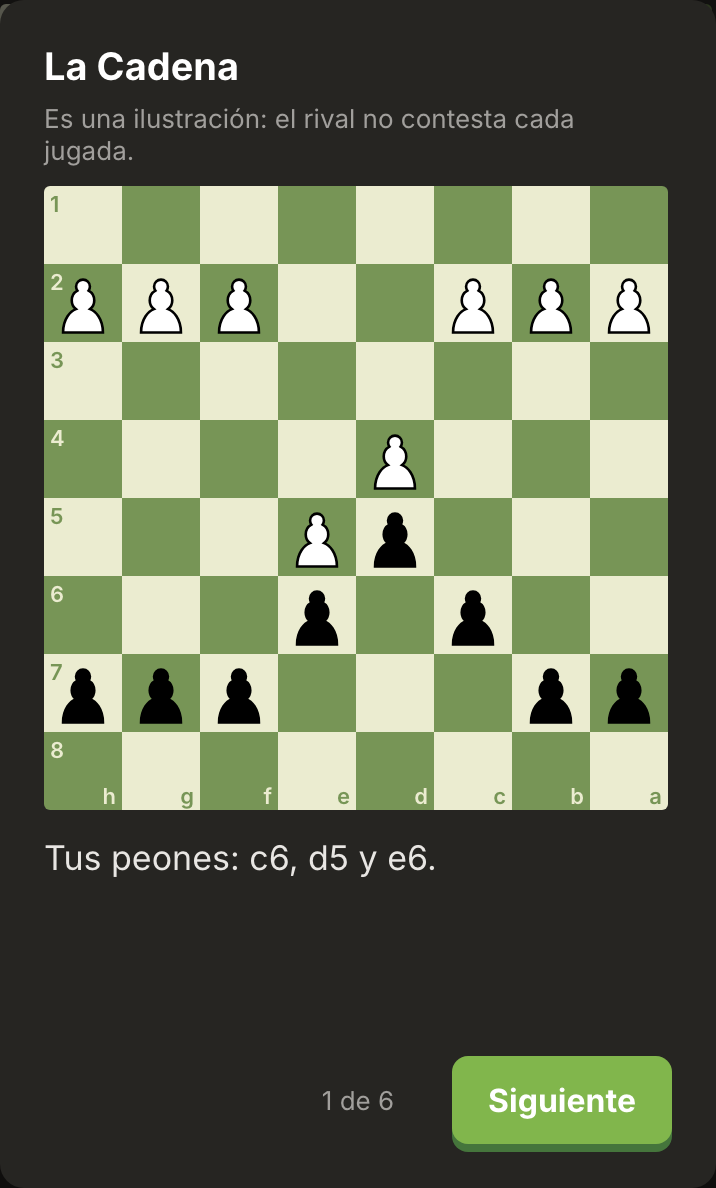 La Cadena
Es una ilustración: el rival no contesta cada
jugada.
1
2
3
4
5
6
7
8
h g f e d c b a
Tus peones: c6, d5 y e6.
1 de 6
Siguiente